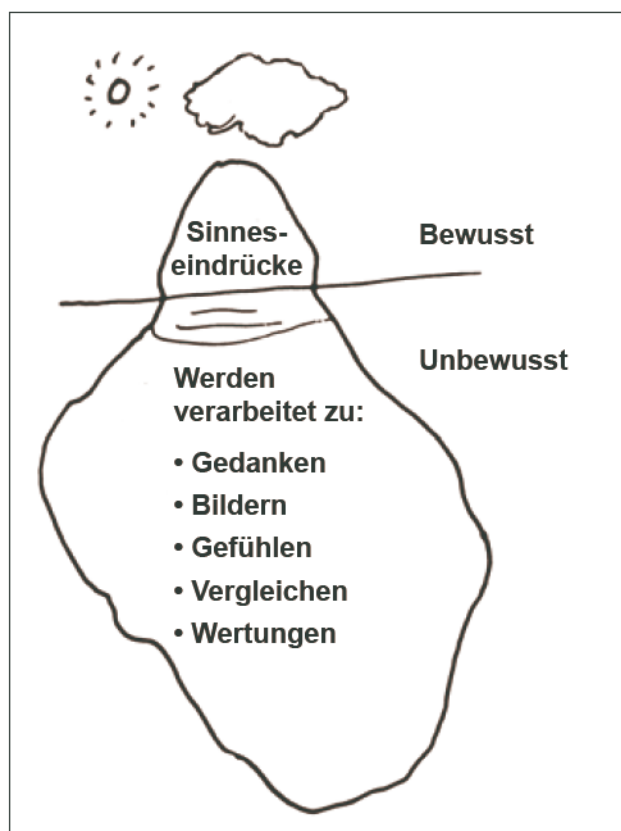 Sinnes-
eindrücke
Bewusst
Unbewusst
Werden
verarbeitet zu:
• Gedanken
• Bildern
• Gefühlen
• Vergleichen
• Wertungen